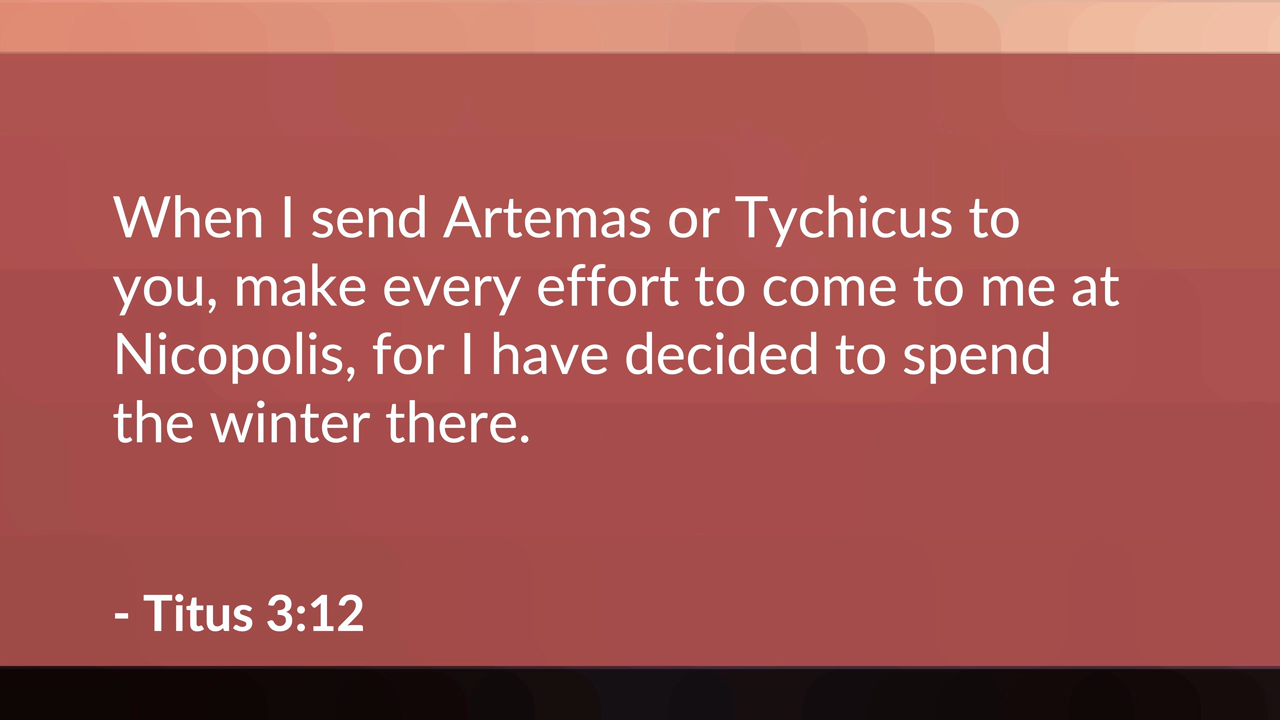 When I send Artemas or Tychicus to
you, make every effort to come to me at
Nicopolis, for I have decided to spend
the winter there.
- Titus 3:12